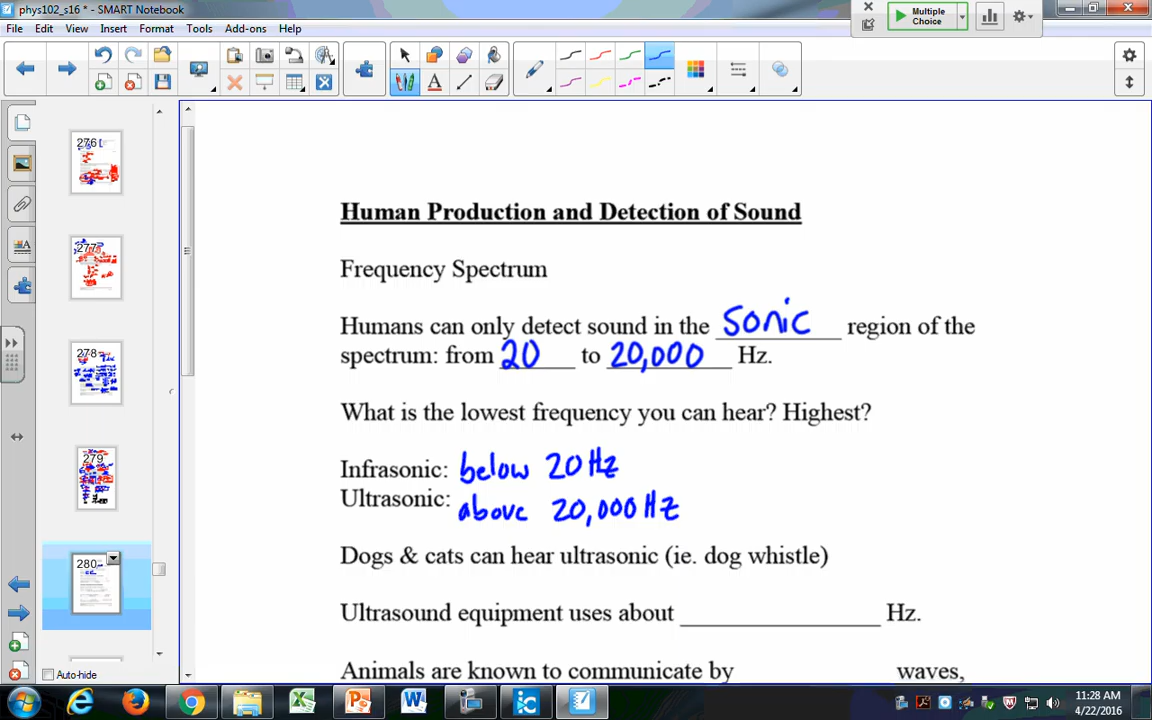 phys102_s16 * - SMART Notebook
Multiple Choice
File Edit View Insert Format Tools Add-ons Help
276
277
278
279
280
Auto-hide
Human Production and Detection of Sound
Frequency Spectrum
Humans can only detect sound in the sonic region of the
spectrum: from 20 to 20,000 Hz.
What is the lowest frequency you can hear? Highest?
Infrasonic: below 20 Hz
Ultrasonic: above 20,000 Hz
Dogs & cats can hear ultrasonic (ie. dog whistle)
Ultrasound equipment uses about ________________ Hz.
Animals are known to communicate by waves,
11:28 AM
4/22/2016